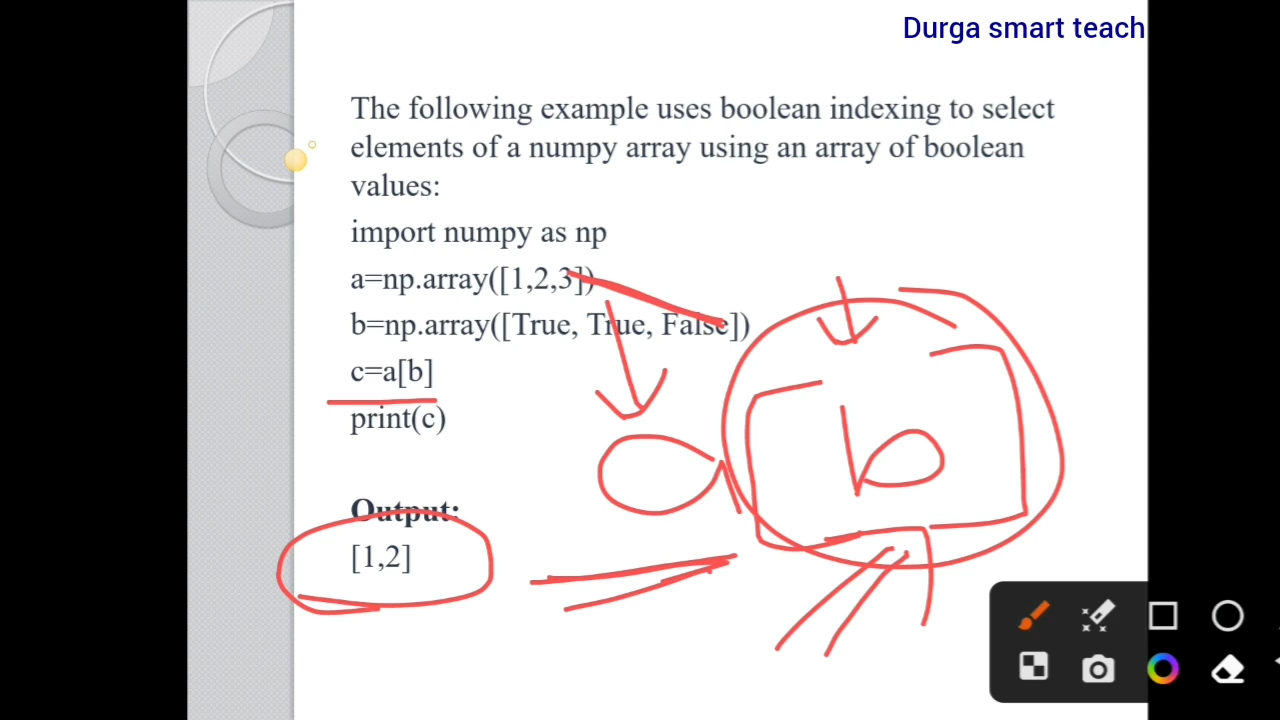 Durga smart teach
The following example uses boolean indexing to select
elements of a numpy array using an array of boolean
values:
import numpy as np
a=np.array([1,2,3])
b=np.array([True, True, False])
c=a[b]
print(c)
a[b]
Output:
[1,2]